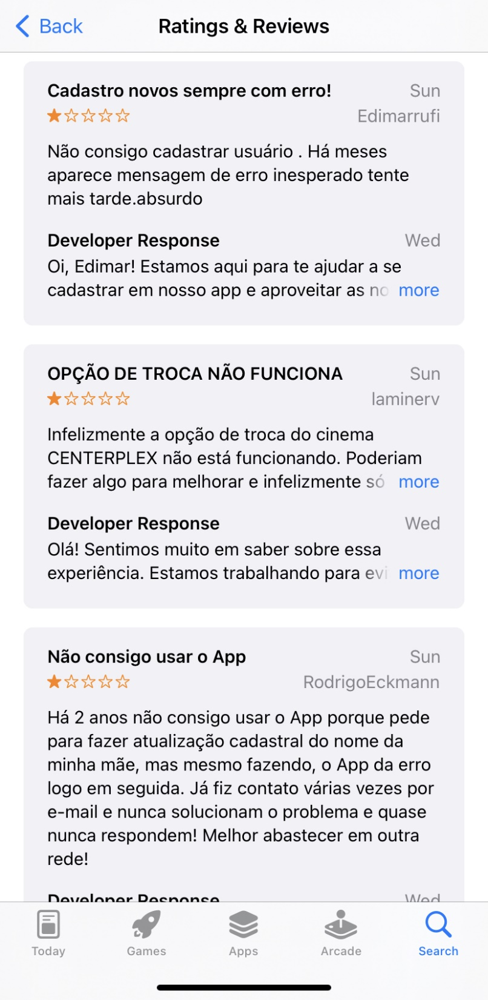 Back
Ratings & Reviews
Cadastro novos sempre com erro!
Sun
Edimarrufi
Não consigo cadastrar usuário . Há meses
aparece mensagem de erro inesperado tente
mais tarde.absurdo
Developer Response
Wed
Oi, Edimar! Estamos aqui para te ajudar a se
cadastrar em nosso app e aproveitar as no more
OPÇÃO DE TROCA NÃO FUNCIONA
Sun
laminerv
Infelizmente a opção de troca do cinema
CENTERPLEX não está funcionando. Poderiam
fazer algo para melhorar e infelizmente só more
Developer Response
Wed
Olá! Sentimos muito em saber sobre essa
experiência. Estamos trabalhando para evi more
Não consigo usar o App
Sun
RodrigoEckmann
Há 2 anos não consigo usar o App porque pede
para fazer atualização cadastral do nome da
minha mãe, mas mesmo fazendo, o App da erro
logo em seguida. Já fiz contato várias vezes por
e-mail e nunca solucionam o problema e quase
nunca respondem! Melhor abastecer em outra
rede!
Developer Response
Wed
Today
Games
Apps
Arcade
Search